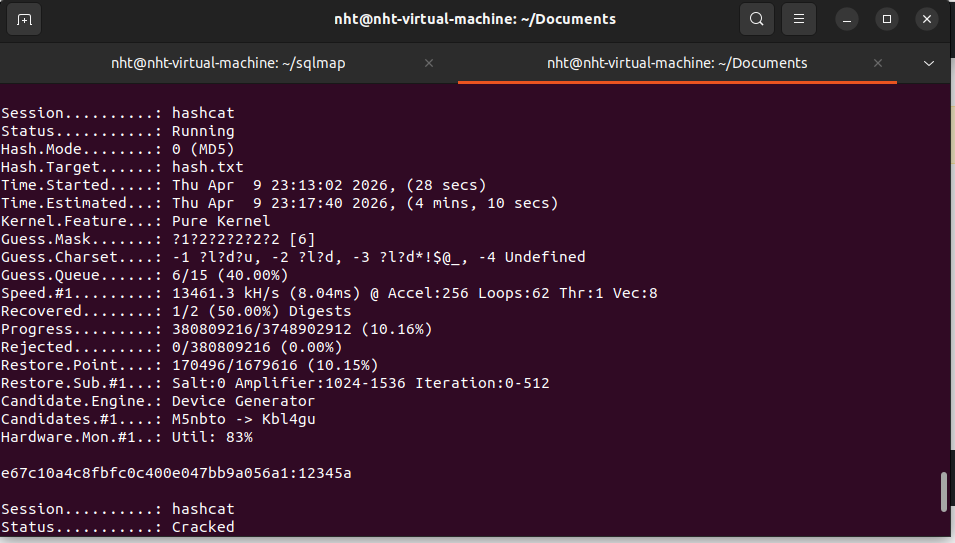 nht@nht-virtual-machine: ~/Documents
nht@nht-virtual-machine: ~/sqlmap
nht@nht-virtual-machine: ~/Documents
Session..........: hashcat
Status...........: Running
Hash.Mode........: 0 (MD5)
Hash.Target......: hash.txt
Time.Started.....: Thu Apr  9 23:13:02 2026, (28 secs)
Time.Estimated...: Thu Apr  9 23:17:40 2026, (4 mins, 10 secs)
Kernel.Feature...: Pure Kernel
Guess.Mask.......: ?1?2?2?2?2?2 [6]
Guess.Charset....: -1 ?l?d?u, -2 ?l?d, -3 ?l?d*!$@_, -4 Undefined
Guess.Queue......: 6/15 (40.00%)
Speed.#1.........: 13461.3 kH/s (8.04ms) @ Accel:256 Loops:62 Thr:1 Vec:8
Recovered........: 1/2 (50.00%) Digests
Progress.........: 380809216/3748902912 (10.16%)
Rejected.........: 0/380809216 (0.00%)
Restore.Point....: 170496/1679616 (10.15%)
Restore.Sub.#1...: Salt:0 Amplifier:1024-1536 Iteration:0-512
Candidate.Engine.: Device Generator
Candidates.#1....: M5nbto -> Kbl4gu
Hardware.Mon.#1..: Util: 83%
e67c10a4c8fbfc0c400e047bb9a056a1:12345a
Session..........: hashcat
Status...........: Cracked